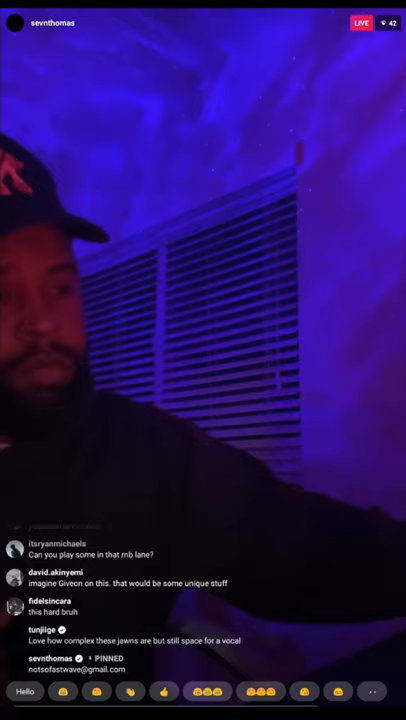 sevnthomas
LIVE
42
itsryanmichaels
Can you play some in that rnb lane?
david.akinyemi
imagine Giveon on this. that would be some unique stuff
fidelsincara
this hard bruh
tunjiige
Love how complex these jawns are but still space for a vocal
sevnthomas PINNED
notsofastwave@gmail.com
Hello